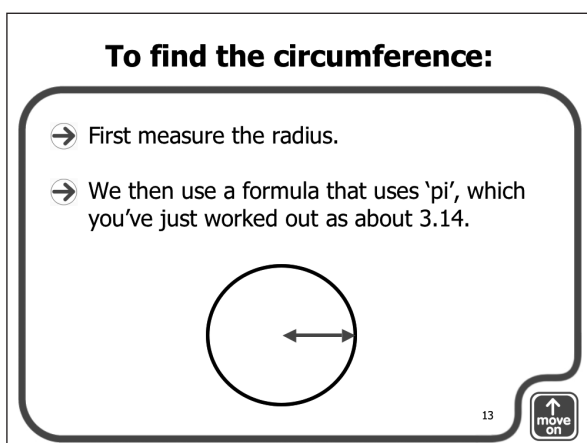 To find the circumference:
First measure the radius.
We then use a formula that uses ‘pi’, which
you’ve just worked out as about 3.14.
13
move
on